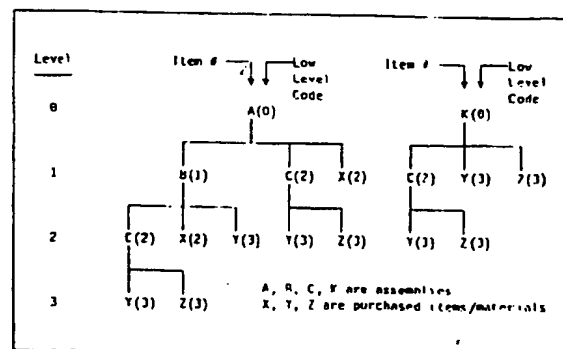 Level Item # Low Item # Low
Level Level
Code Code
0 A(0) K(0)
1 B(1) C(2) X(2) C(2) Y(3) Z(3)
2 C(2) X(2) Y(3) Y(3) Z(3) Y(3) Z(3)
A, B, C, K are assemblies
3 Y(3) Z(3) X, Y, Z are purchased items/materials